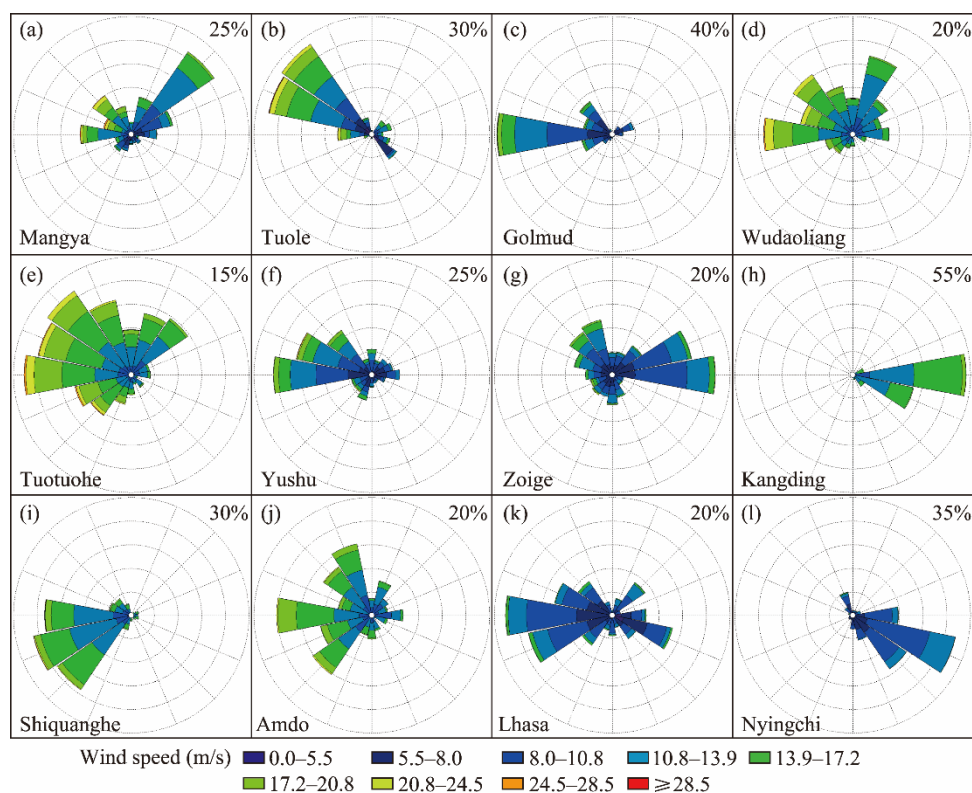 (a) 25% (b) 30% (c) 40% (d) 20%
Mangya Tuole Golmud Wudaoliang
(e) 15% (f) 25% (g) 20% (h) 55%
Tuotuohe Yushu Zoige Kangding
(i) 30% (j) 20% (k) 20% (l) 35%
Shiquanghe Amdo Lhasa Nyingchi
Wind speed (m/s) 0.0–5.5 5.5–8.0 8.0–10.8 10.8–13.9 13.9–17.2
17.2–20.8 20.8–24.5 24.5–28.5 ⩾28.5